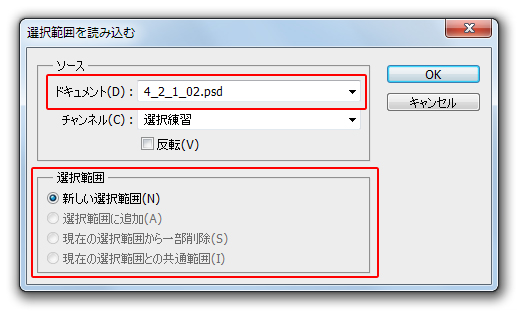 選択範囲を読み込む
ソース
ドキュメント(D) : 4_2_1_02.psd
チャンネル(C) : 選択練習
反転(V)
OK
キャンセル
選択範囲
新しい選択範囲(N)
選択範囲に追加(A)
現在の選択範囲から一部削除(S)
現在の選択範囲との共通範囲(I)